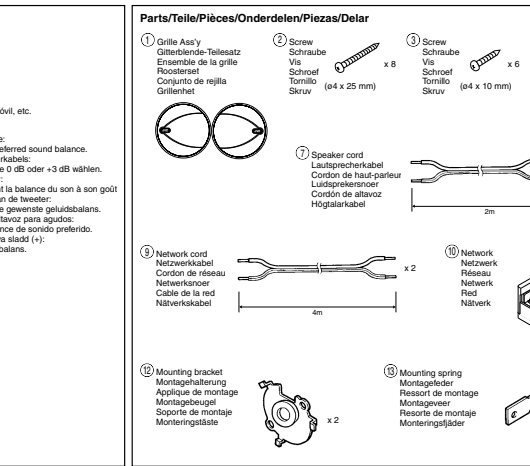 óvil, etc.
e:
eferred sound balance.
erkabels:
e 0 dB oder +3 dB wählen.
r:
t la balance du son à son goût
an de tweeter:
e gewenste geluidsbalans.
tavoz para agudos:
nce de sonido preferido.
va sladd (+):
balans.
Parts/Teile/Pièces/Onderdelen/Piezas/Delar
① Grille Ass'y
Gitterblende-Teilesatz
Ensemble de la grille
Roosterset
Conjunto de rejilla
Grillenhet
② Screw
Schraube
Vis
Schroef
Tornillo
Skruv
x 8
(ø4 x 25 mm)
③ Screw
Schraube
Vis
Schroef
Tornillo
Skruv
x 6
(ø4 x 10 mm)
⑦ Speaker cord
Lautsprecherkabel
Cordon de haut-parleur
Luidsprekersnoer
Cordón de altavoz
Högtalarkabel
2m
⑨ Network cord
Netzwerkkabel
Cordon de réseau
Netwerksnoer
Cable de la red
Nätverkskabel
x 2
4m
⑩ Network
Netzwerk
Réseau
Netwerk
Red
Nätverk
⑫ Mounting bracket
Montagehalterung
Applique de montage
Montagebeugel
Soporte de montaje
Monteringstäste
x 2
⑬ Mounting spring
Montagefeder
Ressort de montage
Montageveer
Resorte de montaje
Monteringsfjäder